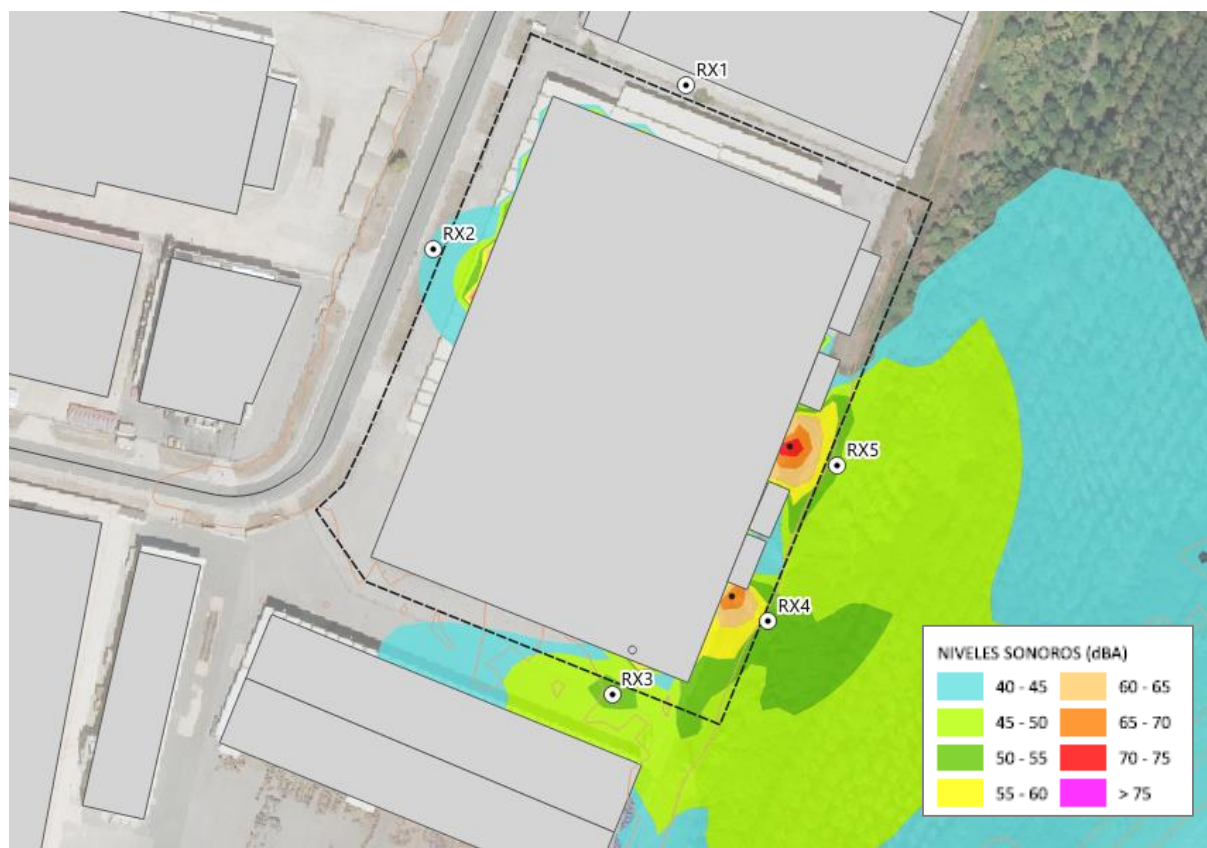 RX1
RX2
RX5
RX4
RX3
NIVELES SONOROS (dBA)
40 - 45
60 - 65
45 - 50
65 - 70
50 - 55
70 - 75
55 - 60
> 75